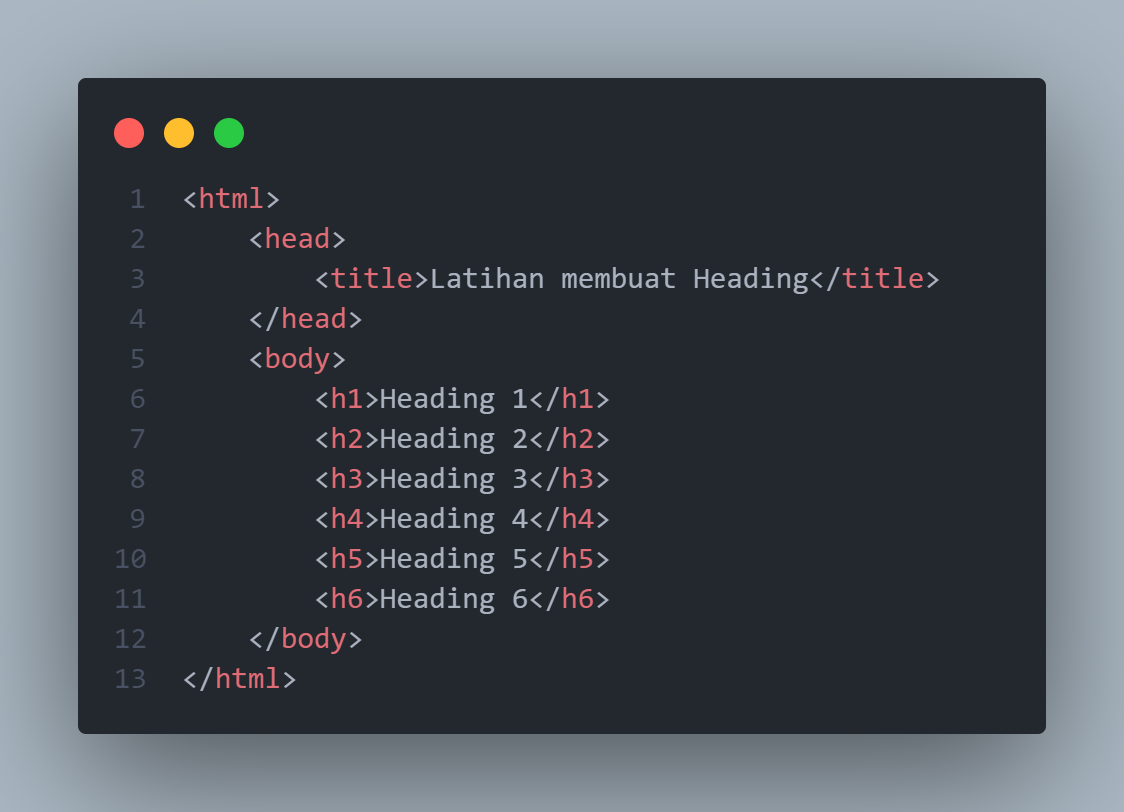 1 <html>
2     <head>
3         <title>Latihan membuat Heading</title>
4     </head>
5     <body>
6         <h1>Heading 1</h1>
7         <h2>Heading 2</h2>
8         <h3>Heading 3</h3>
9         <h4>Heading 4</h4>
10         <h5>Heading 5</h5>
11         <h6>Heading 6</h6>
12     </body>
13 </html>